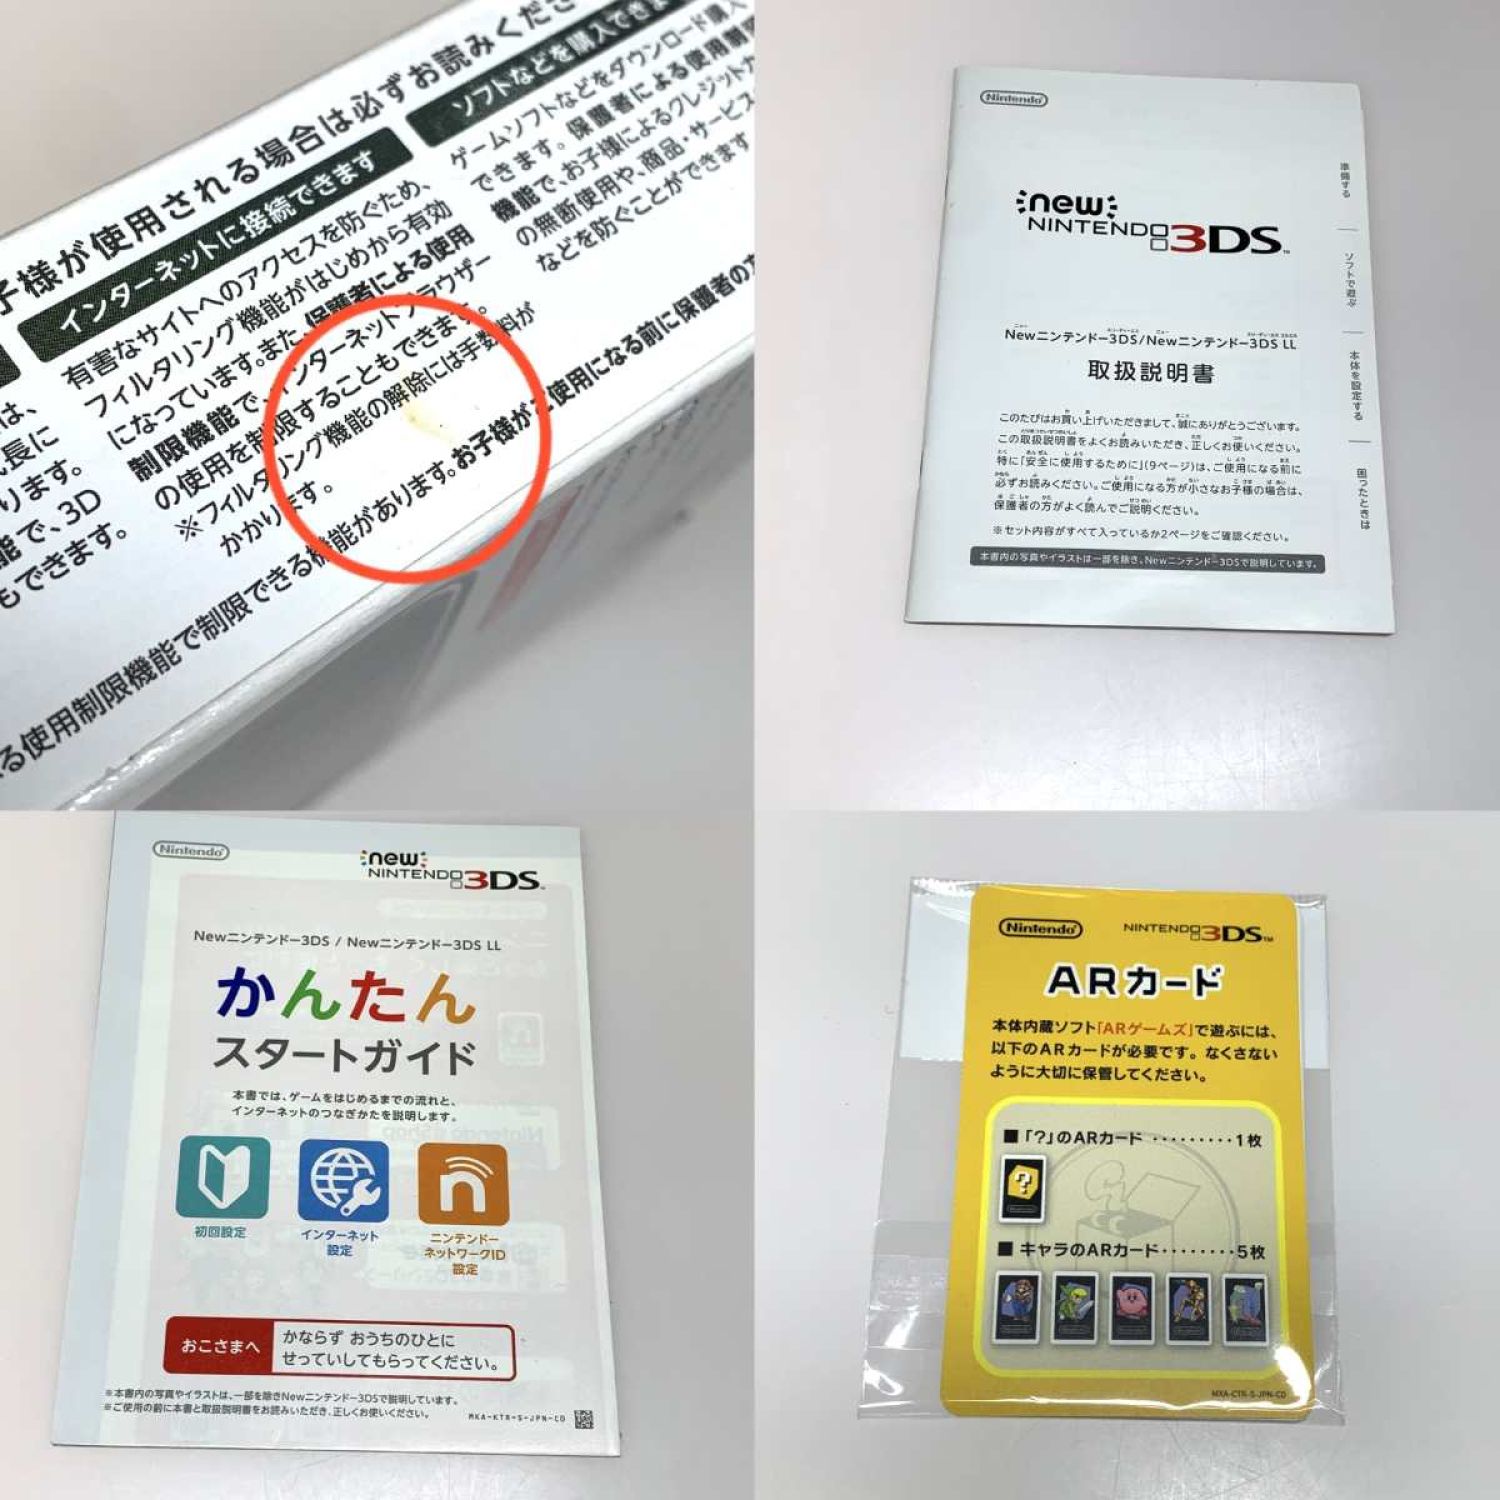 子様が使用される場合は必ずお読みくださ
インターネットに接続できます
有害なサイトへのアクセスを防ぐため、
フィルタリング機能がはじめから有効
になっています。また、保護者による使用
制限機能で、インターネットブラウザー
の使用を制限することもできます。
※フィルタリング機能の解除には手数料が
かかります。
ソフトなどを購入できま
ゲームソフトなどをダウンロード購入
できます。保護者による使用制限
機能で、お子様によるクレジットカ
の無断使用や、商品・サービス
などを防ぐことができます
は、
長に
ります。
能で、3D
もできます。
る使用制限機能で制限できる機能があります。お子様がご使用になる前に保護者の方
Nintendo
new
NINTENDO 3DS™
Newニンテンドー3DS/Newニンテンドー3DS LL
取扱説明書
このたびはお買い上げいただきまして、誠にありがとうございます。
この取扱説明書をよくお読みいただき、正しくお使いください。
特に「安全に使用するために」(9ページ)は、ご使用になる前に
必ずお読みください。ご使用になる方が小さなお子様の場合は、
保護者の方がよく読んでご説明ください。
※セット内容がすべて入っているか2ページをご確認ください。
本書内の写真やイラストは一部を除き、Newニンテンドー3DSで説明しています。
準備する
ソフトで遊ぶ
本体を設定する
困ったときは
Nintendo
new
NINTENDO 3DS™
Newニンテンドー3DS / Newニンテンドー3DS LL
かんたん
スタートガイド
本書では、ゲームをはじめるまでの流れと、
インターネットのつなぎかたを説明します。
初回設定
インターネット
設定
ニンテンドー
ネットワークID
設定
おこさまへ
かならず おうちのひとに
せっていしてもらってください。
※本書内の写真やイラストは、一部を除きNewニンテンドー3DSで説明しています。
※ご使用の前に本書と取扱説明書をお読みいただき、正しくお使いください。
MKA-KTR-S-JPN-C0
Nintendo
NINTENDO 3DS™
ARカード
本体内蔵ソフト「ARゲームズ」で遊ぶには、
以下のARカードが必要です。なくさない
ように大切に保管してください。
■「?」のARカード・・・・・・・・・1枚
■ キャラのARカード・・・・・・・・5枚
MXA-CTR-S-JPN-C0